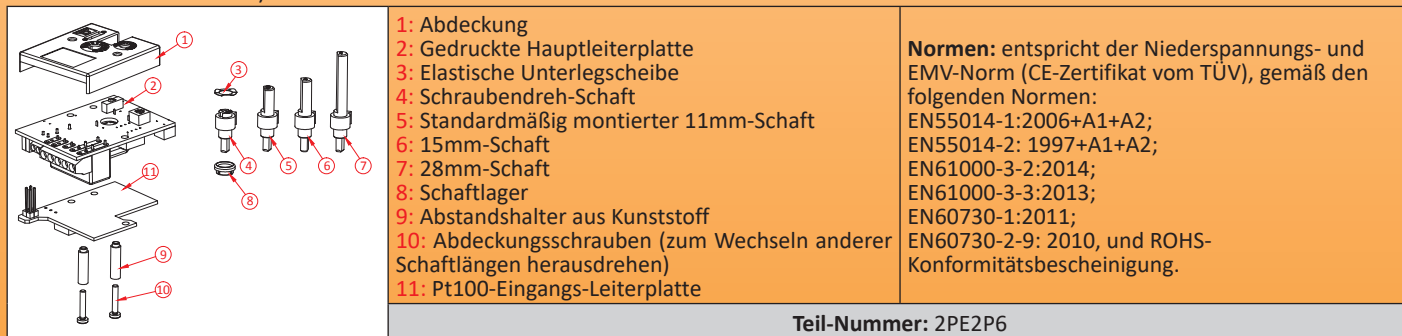 1
2
3
4
5
6
7
8
11
9
10
1: Abdeckung
2: Gedruckte Hauptleiterplatte
3: Elastische Unterlegscheibe
4: Schraubendreh-Schaft
5: Standardmäßig montierter 11mm-Schaft
6: 15mm-Schaft
7: 28mm-Schaft
8: Schaftlager
9: Abstandshalter aus Kunststoff
10: Abdeckungsschrauben (zum Wechseln anderer
Schaftlängen herausdrehen)
11: Pt100-Eingangs-Leiterplatte
Normen: entspricht der Niederspannungs- und
EMV-Norm (CE-Zertifikat vom TÜV), gemäß den
folgenden Normen:
EN55014-1:2006+A1+A2;
EN55014-2: 1997+A1+A2;
EN61000-3-2:2014;
EN61000-3-3:2013;
EN60730-1:2011;
EN60730-2-9: 2010, und ROHS-
Konformitätsbescheinigung.
Teil-Nummer: 2PE2P6